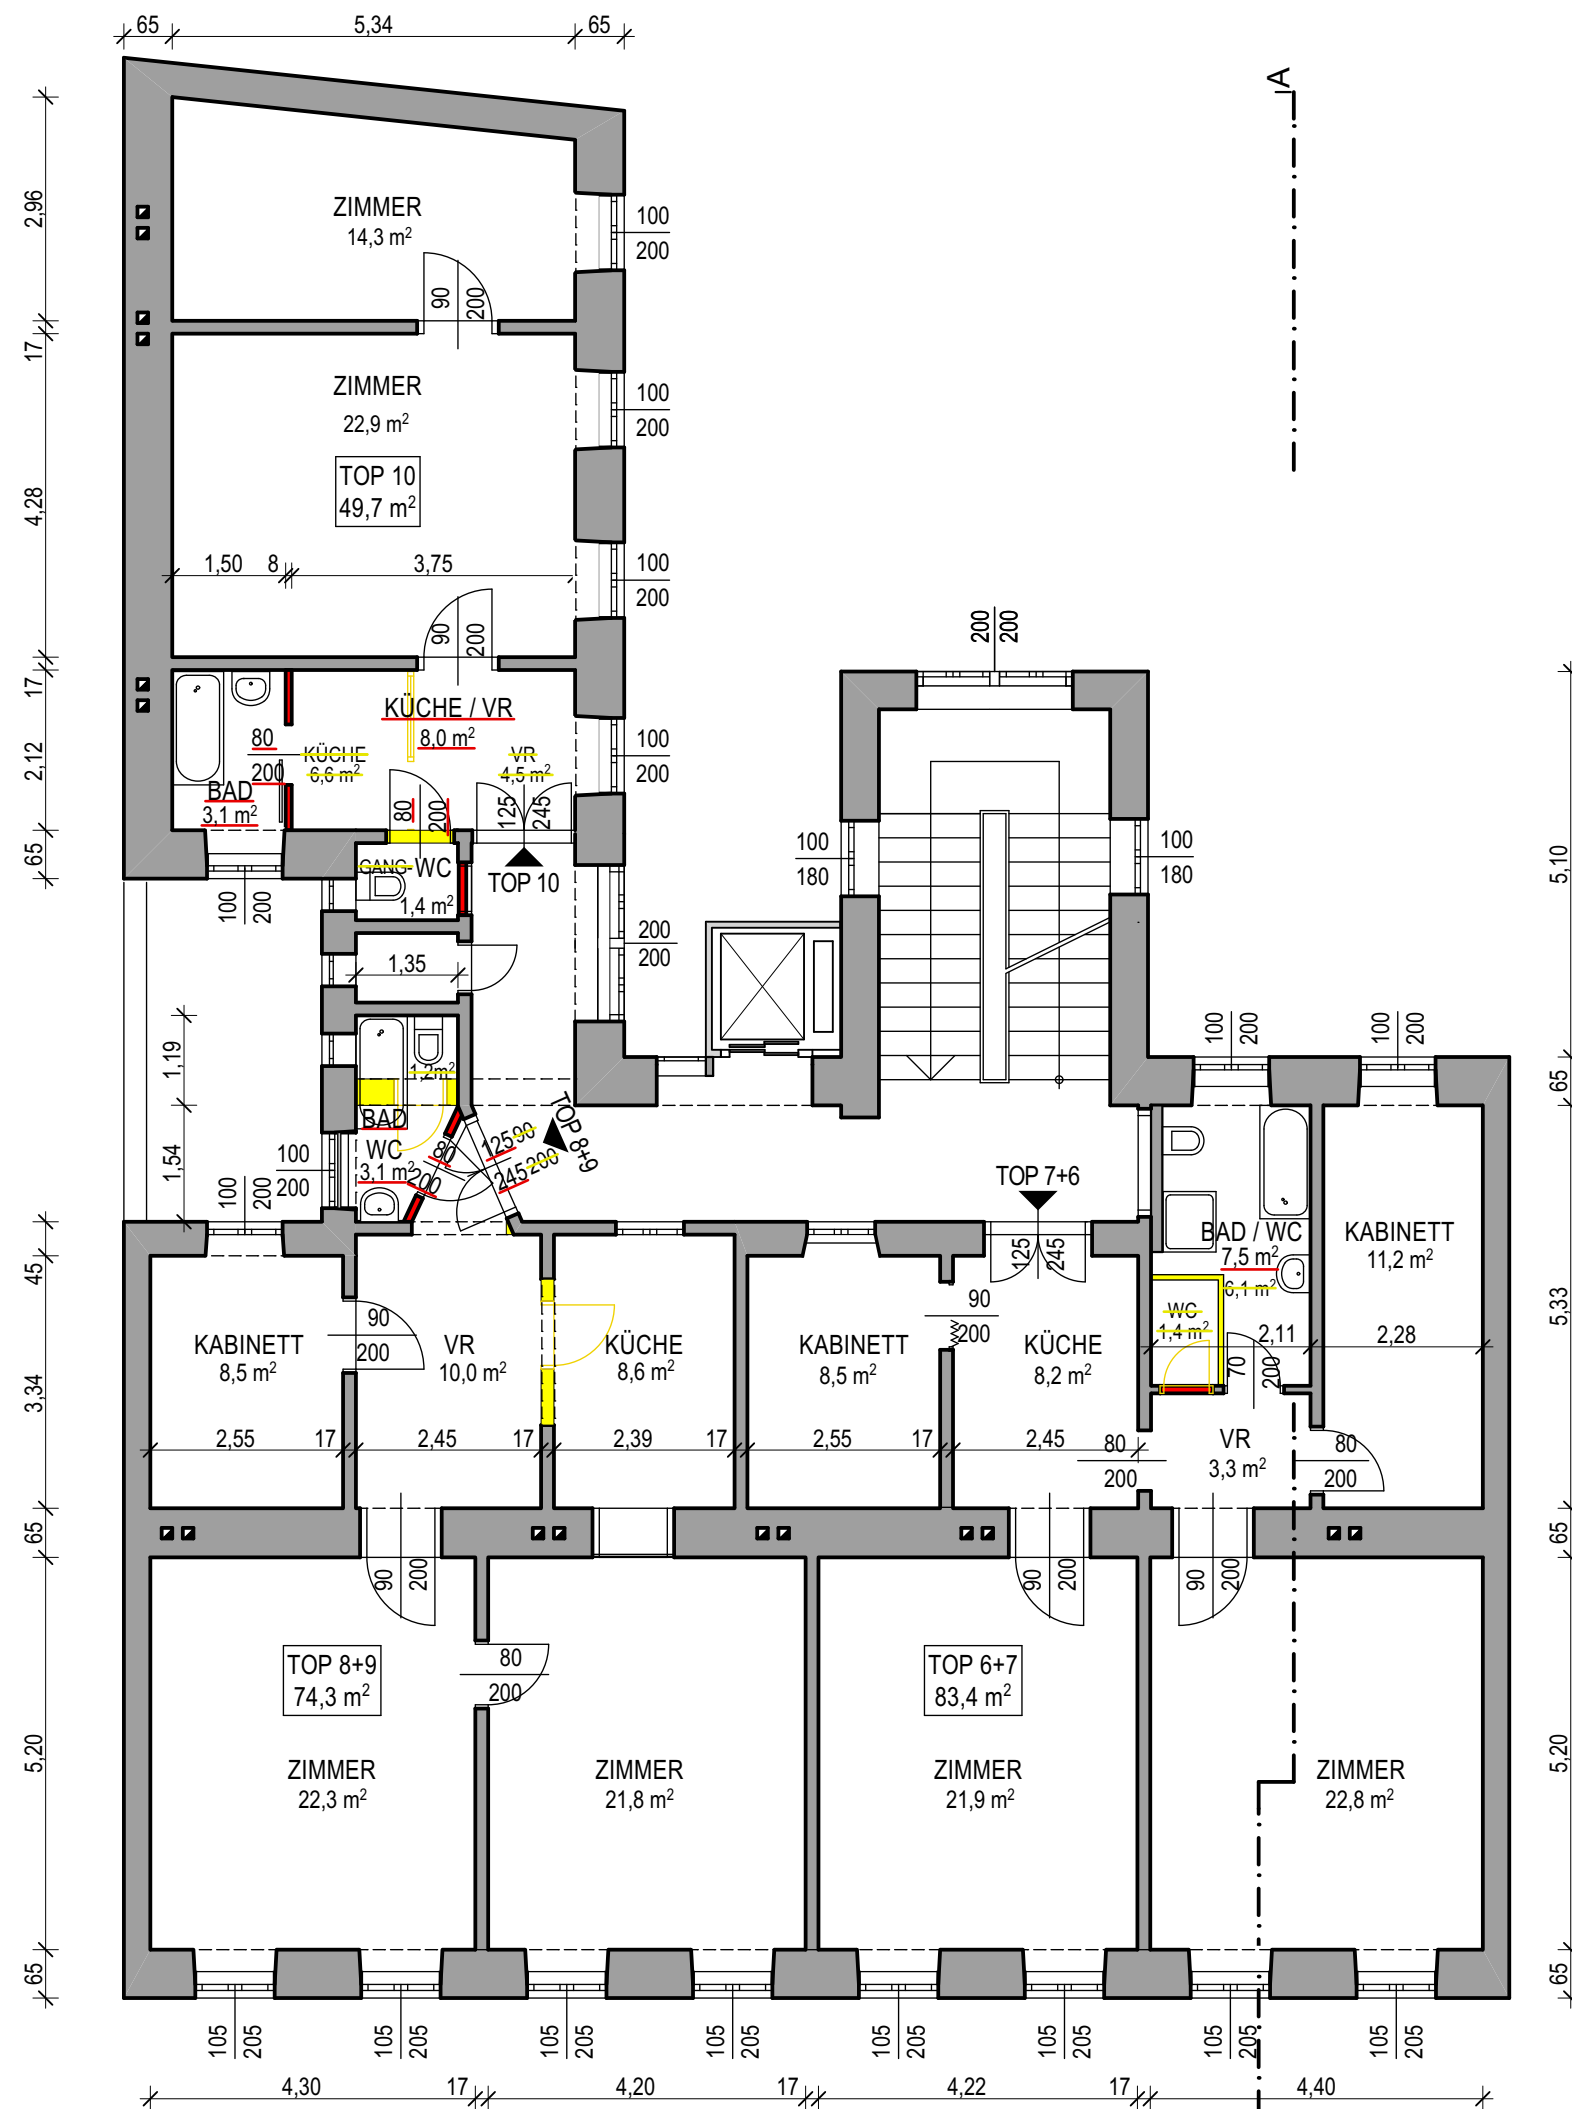 65 5,34 65
A
2,96
17
4,28
17
2,12
65
ZIMMER
14,3 m²
100
200
90 200
ZIMMER
22,9 m²
100
200
TOP 10
49,7 m²
1,50 8 3,75
100
200
90 200
KÜCHE / VR
8,0 m²
80
200
KÜCHE
6,6 m²
VR
4,5 m²
100
200
BAD
3,1 m²
80 200
125 245
GANG-WC
1,4 m²
TOP 10
100 200
200
200
200 200
100
180
100
180
5,10
1,35
1,19
1,54
1,2m²
BAD
WC
3,1 m²
80
200
125 90
245 200
TOP 8+9
100
200
100 200
TOP 7+6
125 245
100 200
100 200
65
BAD / WC
7,5 m²
6,1 m²
KABINETT
11,2 m²
WC
1,4 m²
2,11 2,28
70 200
5,33
45
3,34
KABINETT
8,5 m²
90
200
VR
10,0 m²
KÜCHE
8,6 m²
KABINETT
8,5 m²
90
200
KÜCHE
8,2 m²
2,55 17 2,45 17 2,39 17 2,55 17 2,45
80
200
VR
3,3 m²
80
200
65
65
90 200
90 200
90 200
TOP 8+9
74,3 m²
80
200
TOP 6+7
83,4 m²
5,20
5,20
ZIMMER
22,3 m²
ZIMMER
21,8 m²
ZIMMER
21,9 m²
ZIMMER
22,8 m²
65
65
105 205
105 205
105 205
105 205
105 205
105 205
105 205
105 205
4,30 17 4,20 17 4,22 17 4,40